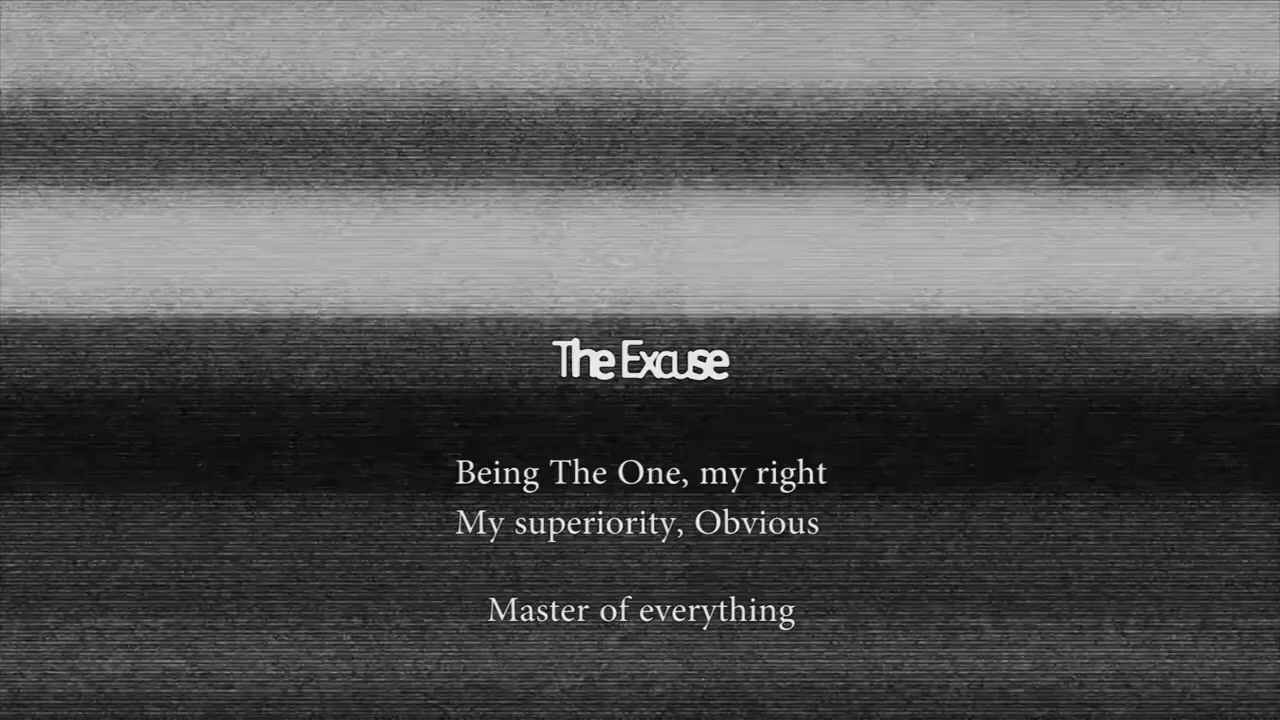 The Excuse
Being The One, my right
My superiority, Obvious
Master of everything